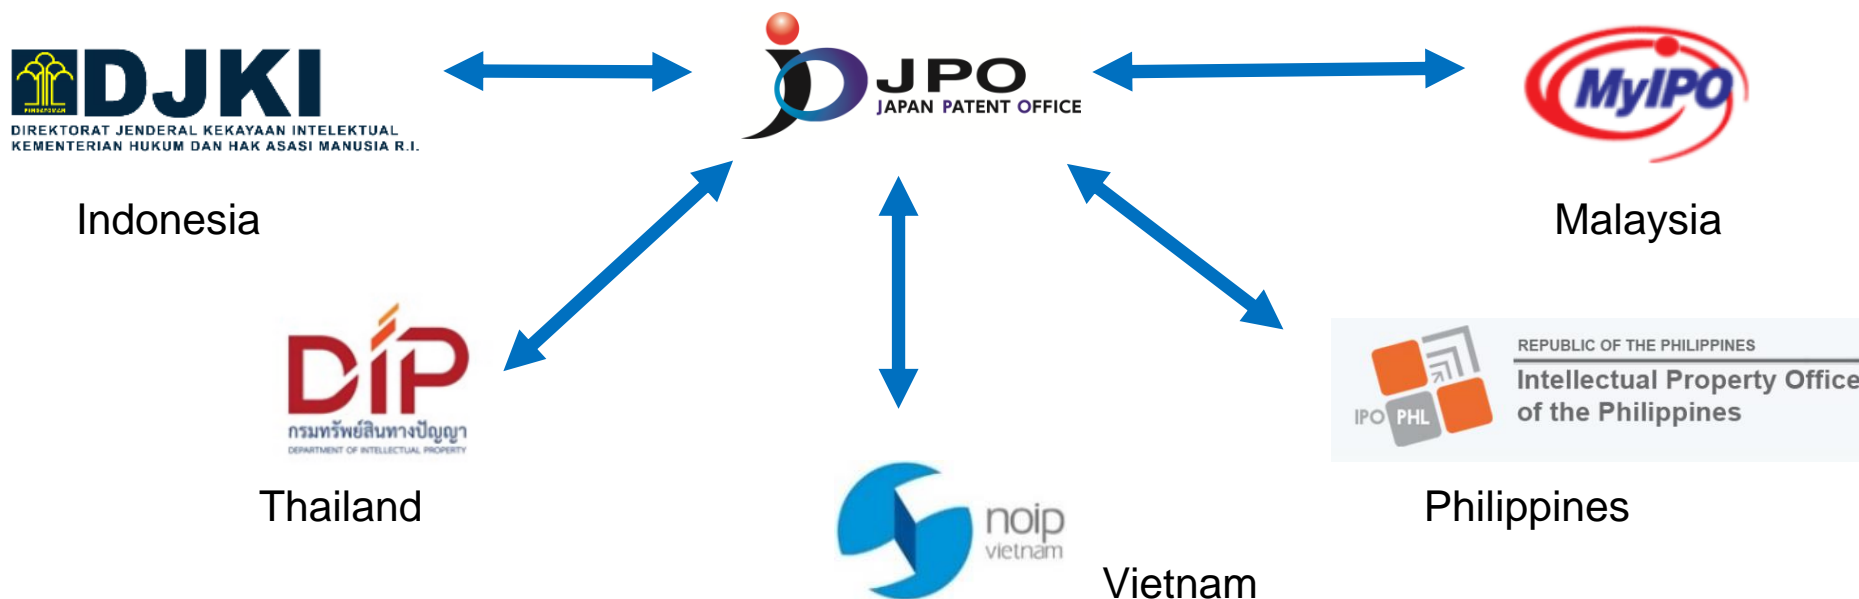 DJKI
DIREKTORAT JENDERAL KEKAYAAN INTELEKTUAL
KEMENTERIAN HUKUM DAN HAK ASASI MANUSIA R.I.
Indonesia
JPO
JAPAN PATENT OFFICE
MyIPO
Malaysia
DIP
กรมทรัพย์สินทางปัญญา
DEPARTMENT OF INTELLECTUAL PROPERTY
Thailand
noip
vietnam
Vietnam
REPUBLIC OF THE PHILIPPINES
Intellectual Property Office
of the Philippines
IPO PHL
Philippines